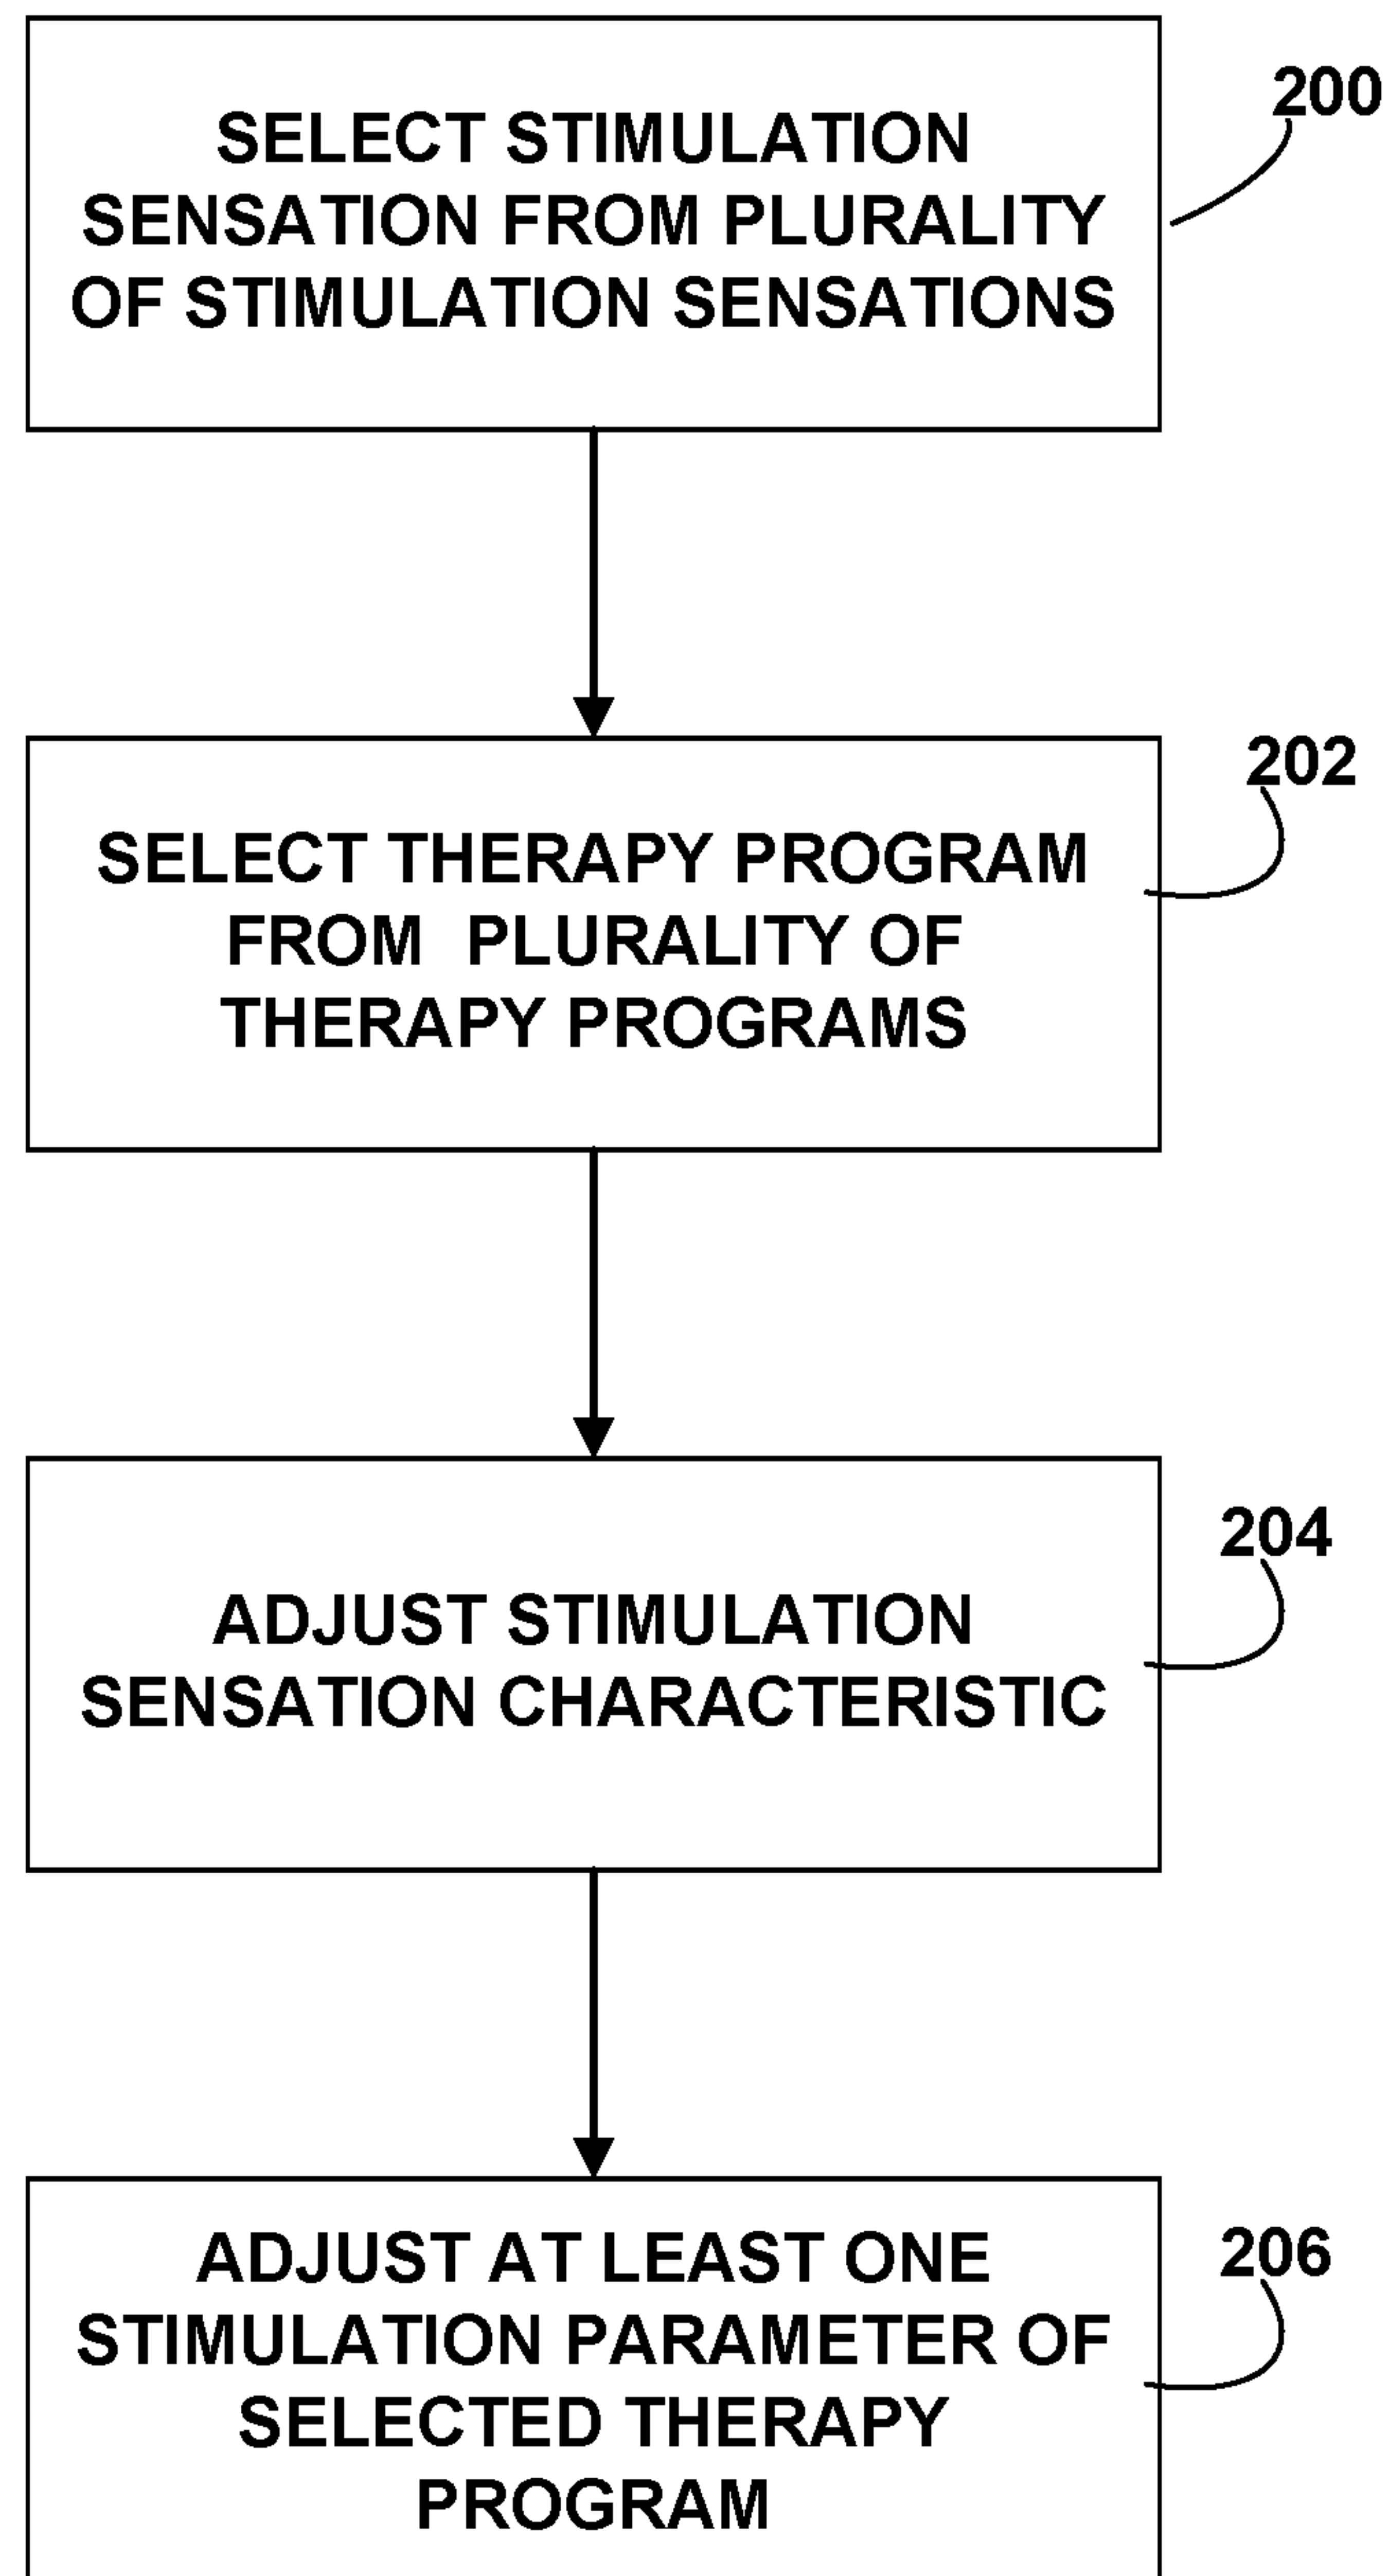 SELECT STIMULATION
SENSATION FROM PLURALITY
OF STIMULATION SENSATIONS
200
SELECT THERAPY PROGRAM
FROM PLURALITY OF
THERAPY PROGRAMS
202
ADJUST STIMULATION
SENSATION CHARACTERISTIC
204
ADJUST AT LEAST ONE
STIMULATION PARAMETER OF
SELECTED THERAPY
PROGRAM
206